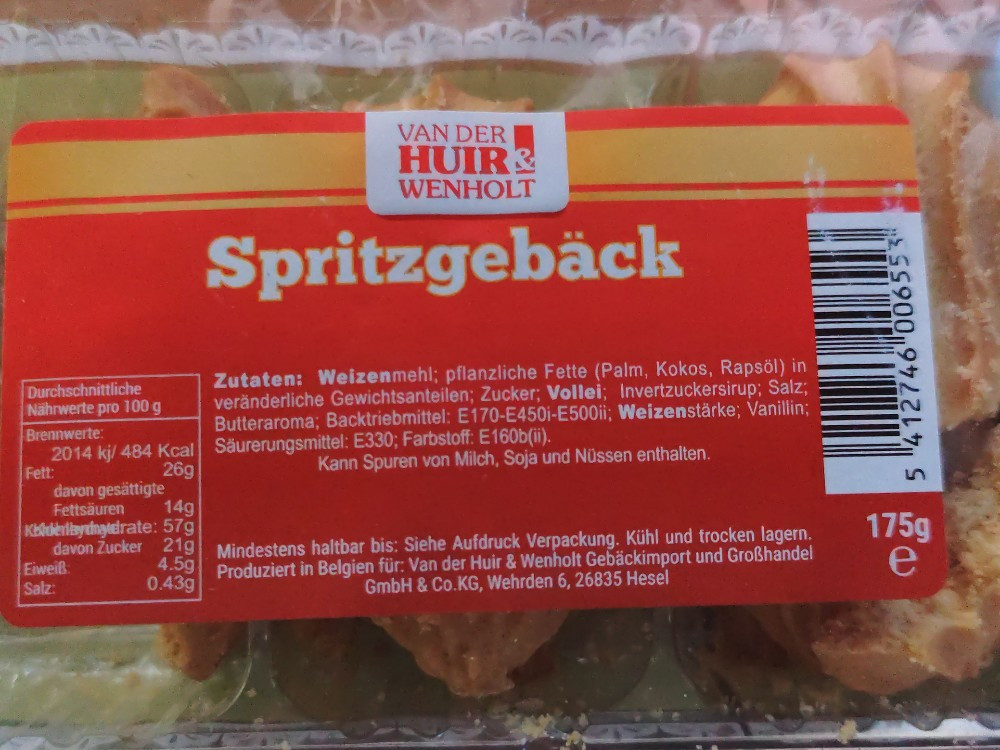 VAN DER
HUIR &
WENHOLT
Spritzgebäck
Durchschnittliche
Nährwerte pro 100 g
Brennwerte:
2014 kj/ 484 Kcal
Fett: 26g
davon gesättigte
Fettsäuren 14g
Kohlenhydrate: 57g
davon Zucker 21g
Eiweiß: 4.5g
Salz: 0.43g
Zutaten: Weizenmehl; pflanzliche Fette (Palm, Kokos, Rapsöl) in
veränderliche Gewichtsanteilen; Zucker; Vollei; Invertzuckersirup; Salz;
Butteraroma; Backtriebmittel: E170-E450i-E500ii; Weizenstärke; Vanillin;
Säurerungsmittel: E330; Farbstoff: E160b(ii).
Kann Spuren von Milch, Soja und Nüssen enthalten.
Mindestens haltbar bis: Siehe Aufdruck Verpackung. Kühl und trocken lagern.
Produziert in Belgien für: Van der Huir & Wenholt Gebäckimport und Großhandel
GmbH & Co.KG, Wehrden 6, 26835 Hesel
5 412746 006553
175g
e